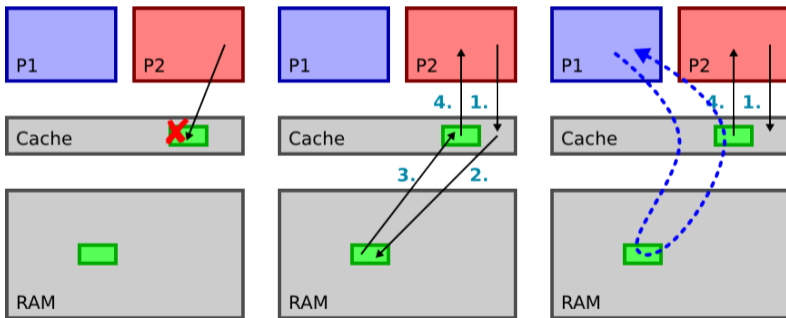 P1
P2
Cache
RAM
P1
P2
4.
1.
Cache
3.
2.
RAM
P1
P2
4.
1.
Cache
RAM